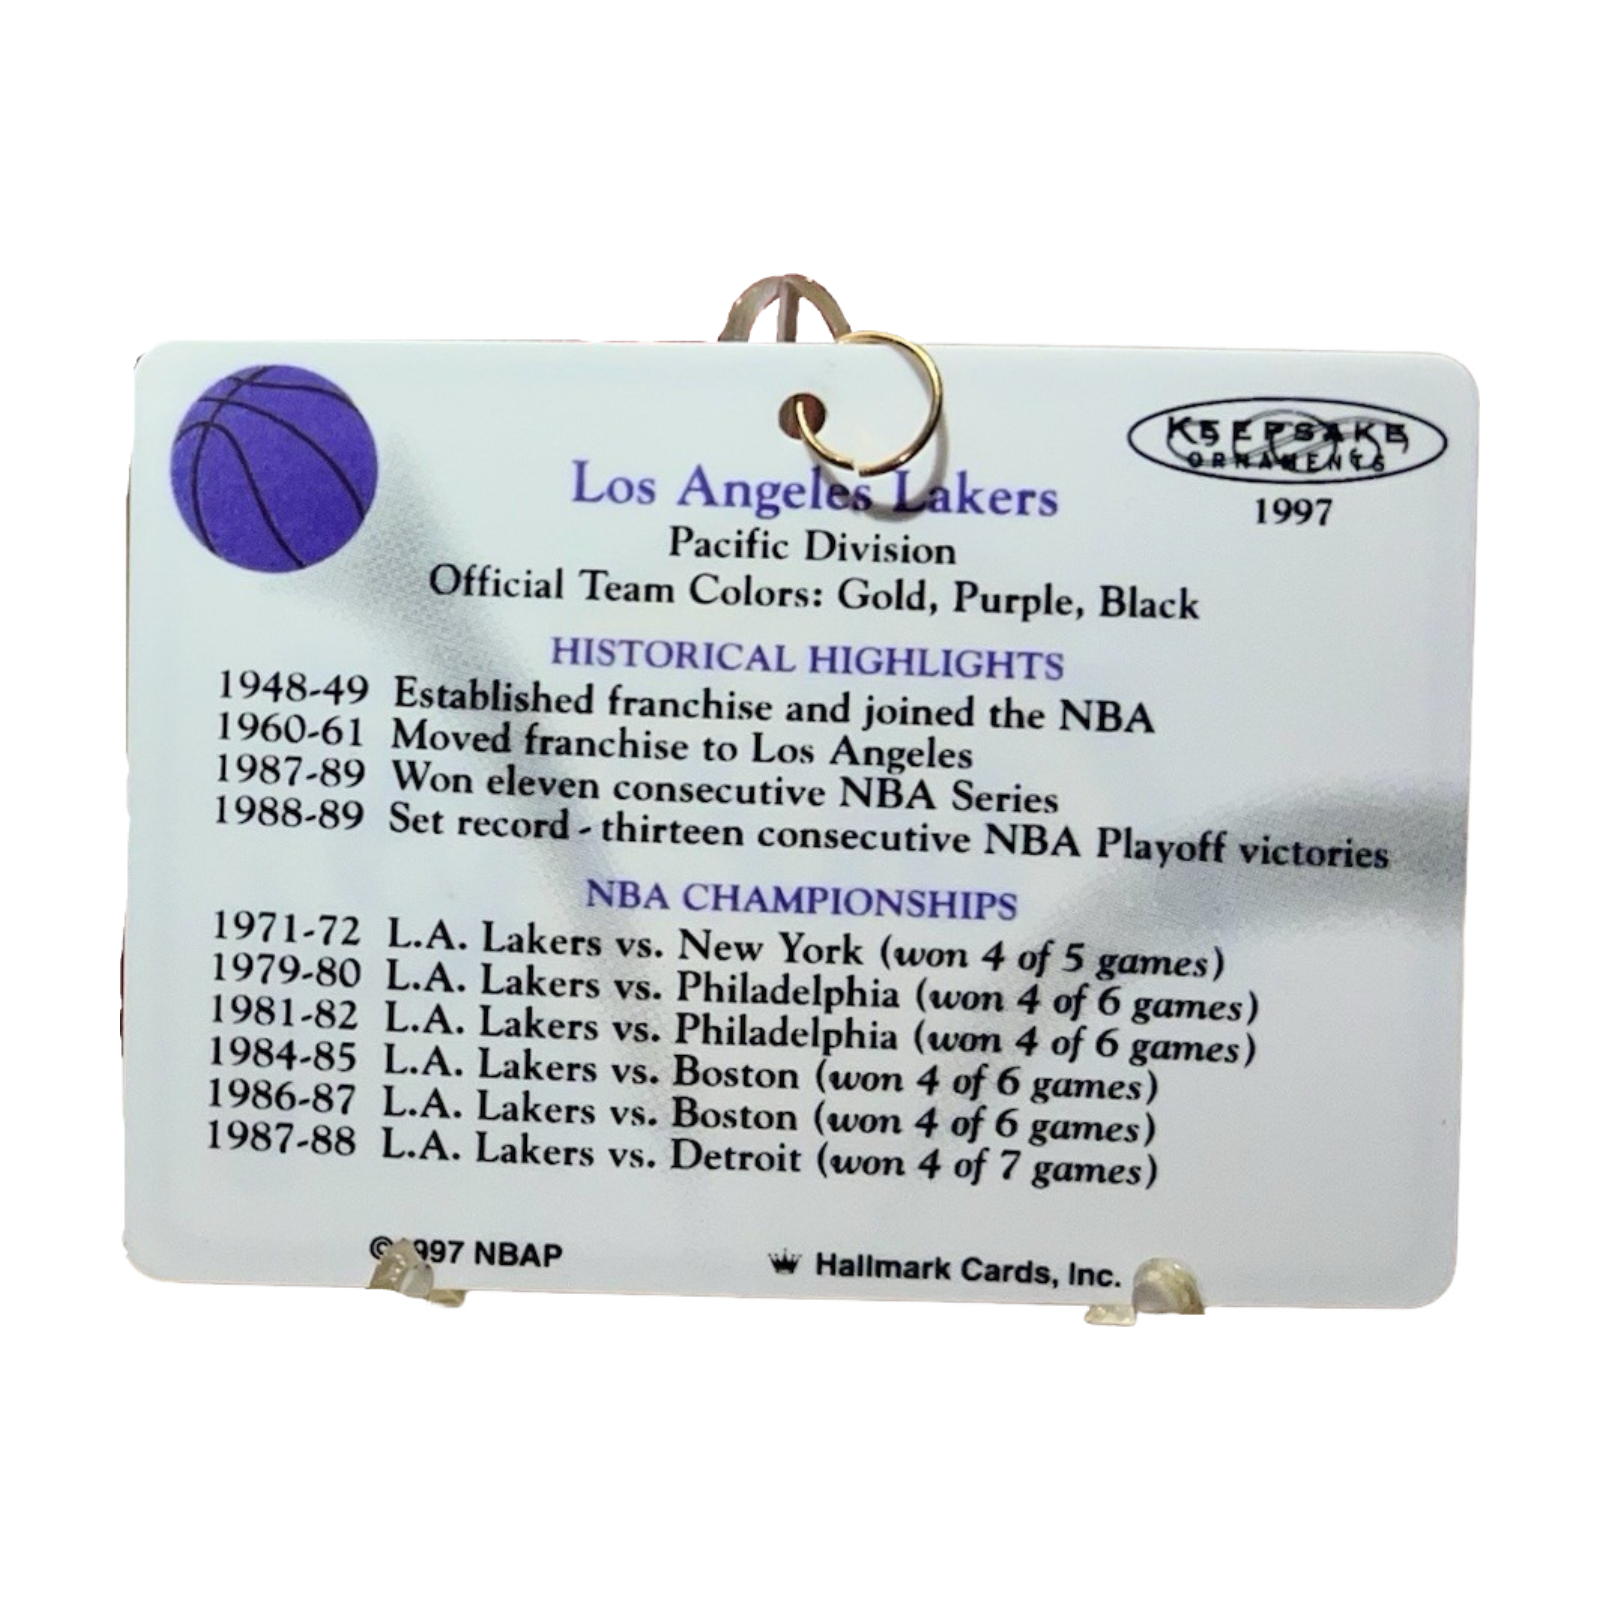 KEEPSAKE
ORNAMENTS
1997
Los Angeles Lakers
Pacific Division
Official Team Colors: Gold, Purple, Black
HISTORICAL HIGHLIGHTS
1948-49 Established franchise and joined the NBA
1960-61 Moved franchise to Los Angeles
1987-89 Won eleven consecutive NBA Series
1988-89 Set record - thirteen consecutive NBA Playoff victories
NBA CHAMPIONSHIPS
1971-72 L.A. Lakers vs. New York (won 4 of 5 games)
1979-80 L.A. Lakers vs. Philadelphia (won 4 of 6 games)
1981-82 L.A. Lakers vs. Philadelphia (won 4 of 6 games)
1984-85 L.A. Lakers vs. Boston (won 4 of 6 games)
1986-87 L.A. Lakers vs. Boston (won 4 of 6 games)
1987-88 L.A. Lakers vs. Detroit (won 4 of 7 games)
©1997 NBAP
Hallmark Cards, Inc.